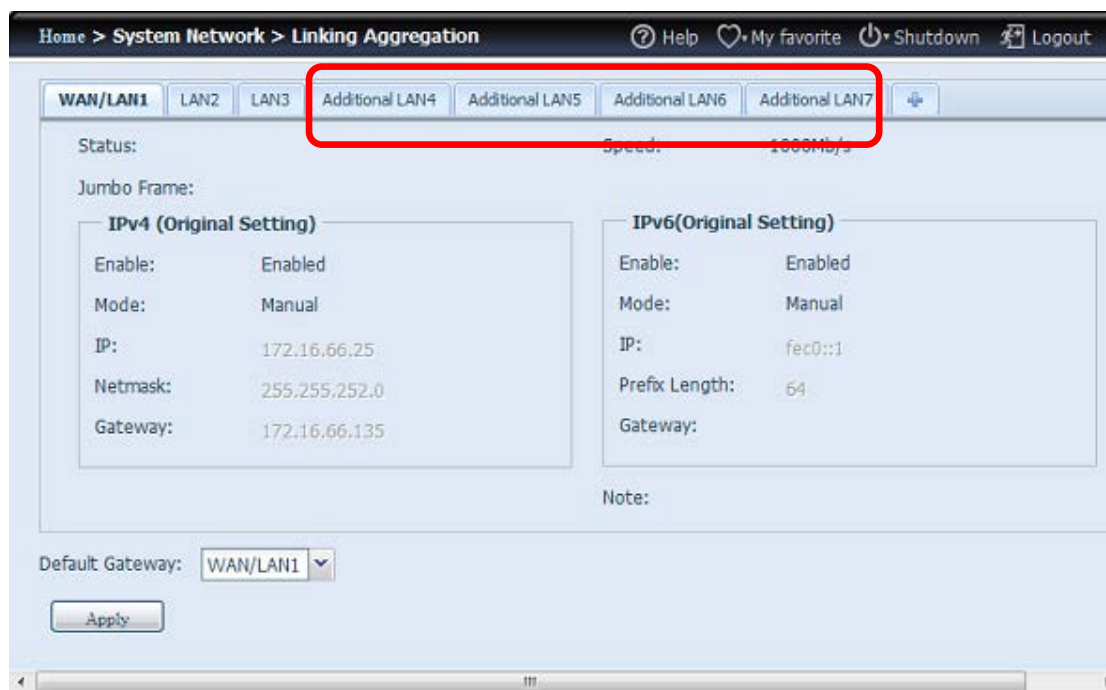 Home > System Network > Linking Aggregation Help My favorite Shutdown Logout
WAN/LAN1 LAN2 LAN3 Additional LAN4 Additional LAN5 Additional LAN6 Additional LAN7
Status: Speed: 1000Mb/s
Jumbo Frame:
IPv4 (Original Setting)
Enable: Enabled
Mode: Manual
IP: 172.16.66.25
Netmask: 255.255.252.0
Gateway: 172.16.66.135
IPv6(Original Setting)
Enable: Enabled
Mode: Manual
IP: fec0::1
Prefix Length: 64
Gateway:
Note:
Default Gateway: WAN/LAN1
Apply